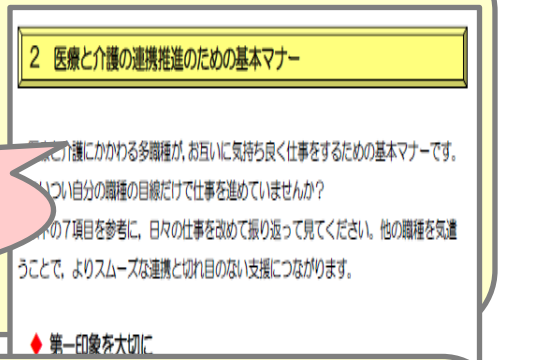 2 医療と介護の連携推進のための基本マナー
と介護にかかわる多職種が、お互いに気持ち良く仕事をするための基本マナーです。
いつい自分の職種の目線だけで仕事を進めていませんか?
の7項目を参考に、日々の仕事を改めて振り返って見てください。他の職種を気遣
うことで、よりスムーズな連携と切れ目のない支援につながります。
◆ 第一印象を大切に